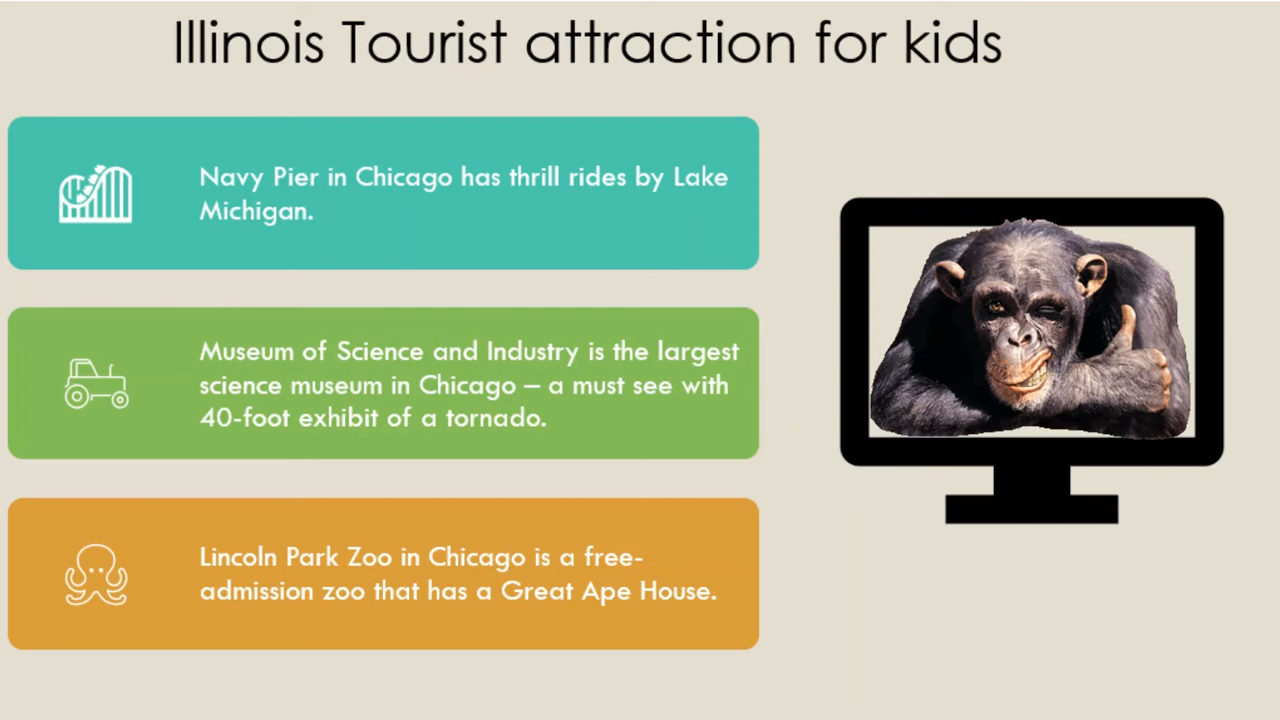 Illinois Tourist attraction for kids
Navy Pier in Chicago has thrill rides by Lake
Michigan.
Museum of Science and Industry is the largest
science museum in Chicago – a must see with
40-foot exhibit of a tornado.
Lincoln Park Zoo in Chicago is a free-
admission zoo that has a Great Ape House.